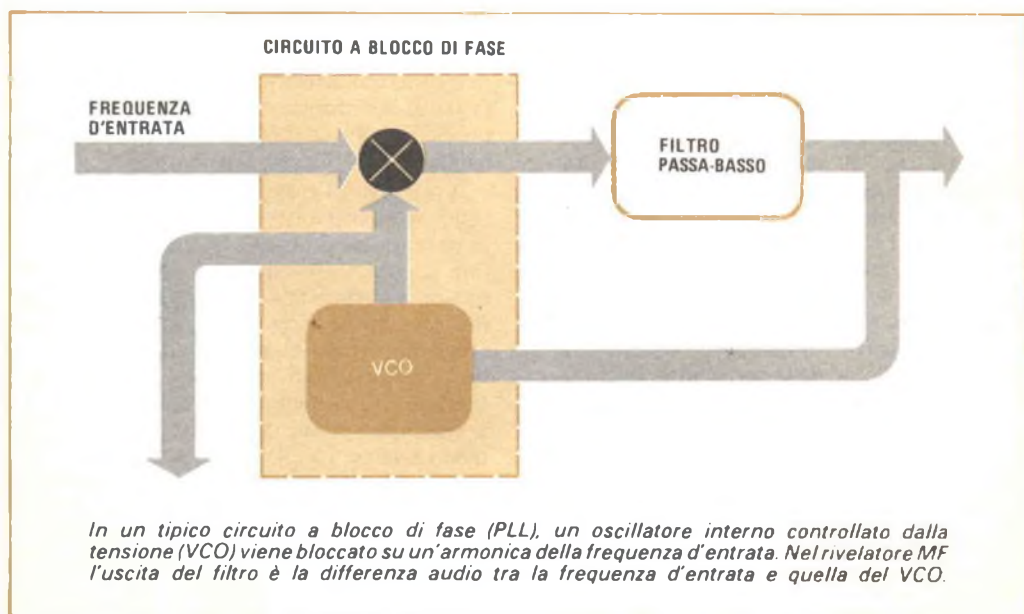 CIRCUITO A BLOCCO DI FASE
FREQUENZA
D'ENTRATA
FILTRO
PASSA-BASSO
VCO
In un tipico circuito a blocco di fase (PLL), un oscillatore interno controllato dalla
tensione (VCO) viene bloccato su un'armonica della frequenza d'entrata. Nel rivelatore MF
l'uscita del filtro è la differenza audio tra la frequenza d'entrata e quella del VCO.